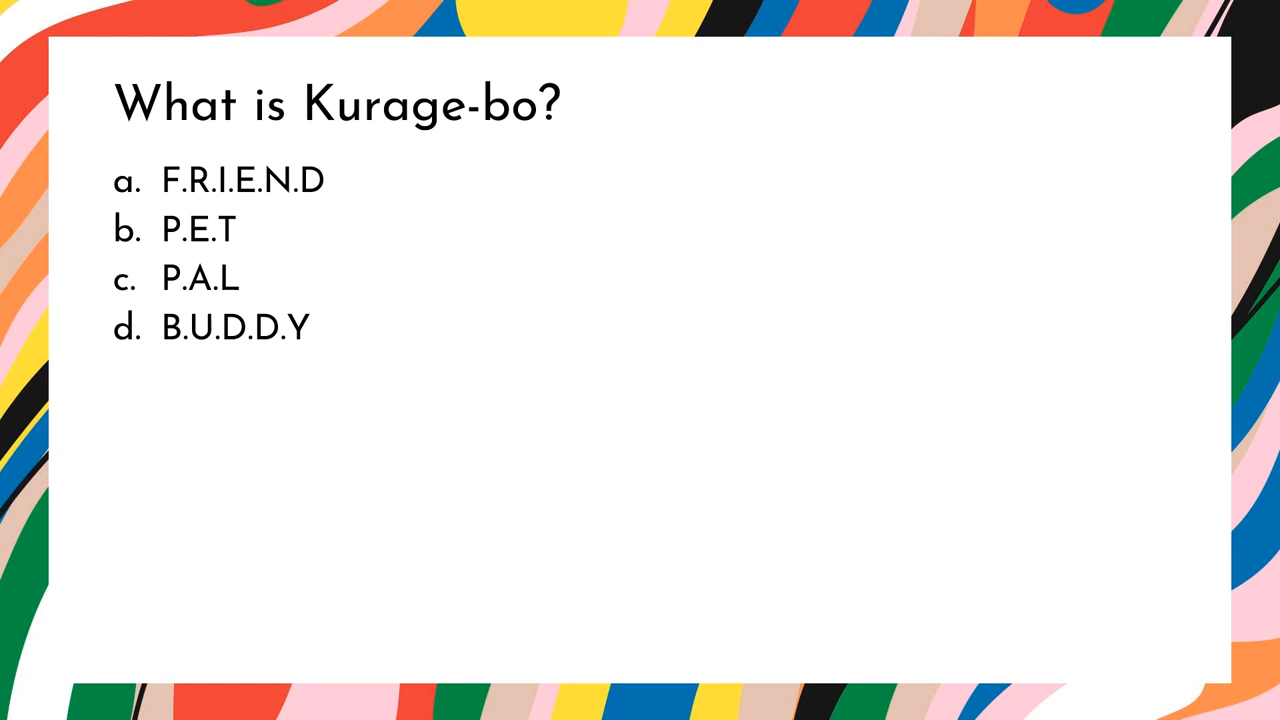 What is Kurage-bo?
a. F.R.I.E.N.D
b. P.E.T
c. P.A.L
d. B.U.D.D.Y